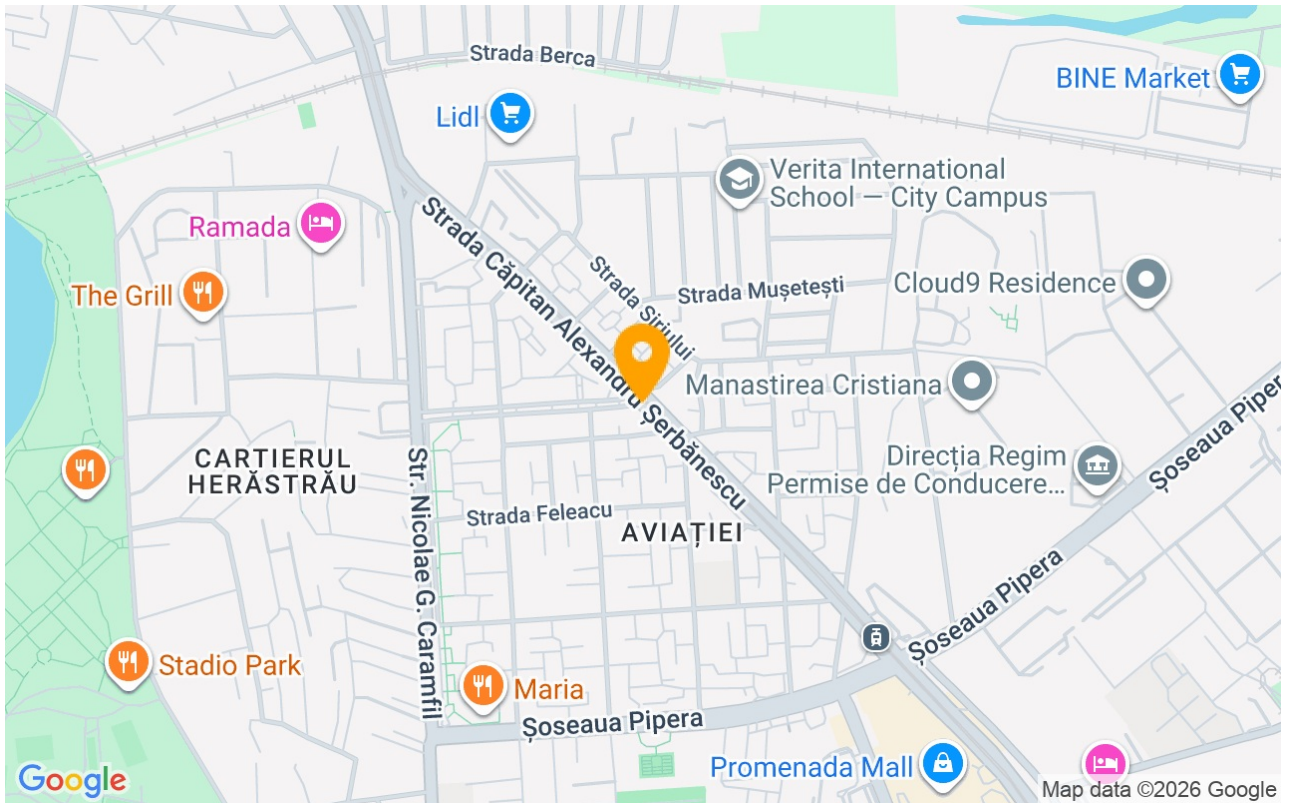 Strada Berca
BINE Market
Lidl
Verita International
School — City Campus
Ramada
Strada Căpitan Alexandru Șerbănescu
Strada Siriului
Strada Mușetești
Cloud9 Residence
The Grill
Manastirea Cristiana
Șoseaua Piper
CARTIERUL
HERĂSTRĂU
Str. Nicolae G. Caramfil
Direcția Regim
Permise de Conducere...
Strada Feleacu
AVIAȚIEI
Șoseaua Pipera
Stadio Park
Maria
Șoseaua Pipera
Promenada Mall
Google
Map data ©2026 Google